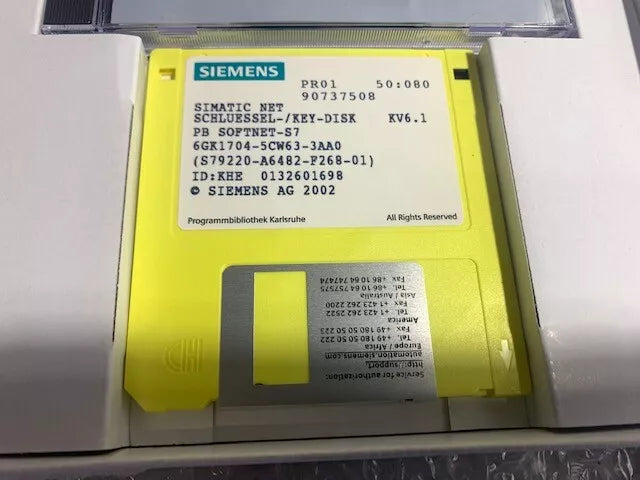 SIEMENS
PR01 50:080
90737508
SIMATIC NET
SCHLUESSEL-/KEY-DISK KV6.1
PB SOFTNET-S7
6GK1704-5CW63-3AA0
(S79220-A6482-F268-01)
ID:KHE 0132601698
© SIEMENS AG 2002
Programmbibliothek Karlsruhe All Rights Reserved
Service for authorization:
http://support.
automation.siemens.com
Europe / Africa
Tel. +49 180 50 50 222
Fax +49 180 50 50 223
America
Tel. +1 423 262 2522
Fax +1 423 262 2200
Asia / Australia
Tel. +86 10 64 757575
Fax +86 10 64 747474